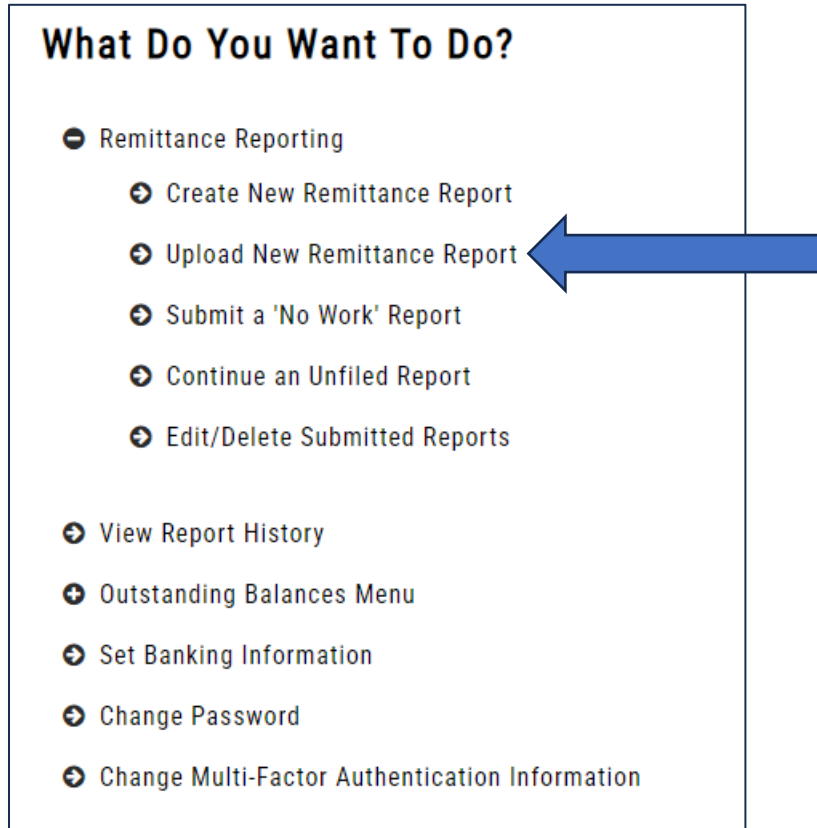 What Do You Want To Do?
Remittance Reporting
Create New Remittance Report
Upload New Remittance Report
Submit a 'No Work' Report
Continue an Unfiled Report
Edit/Delete Submitted Reports
View Report History
Outstanding Balances Menu
Set Banking Information
Change Password
Change Multi-Factor Authentication Information